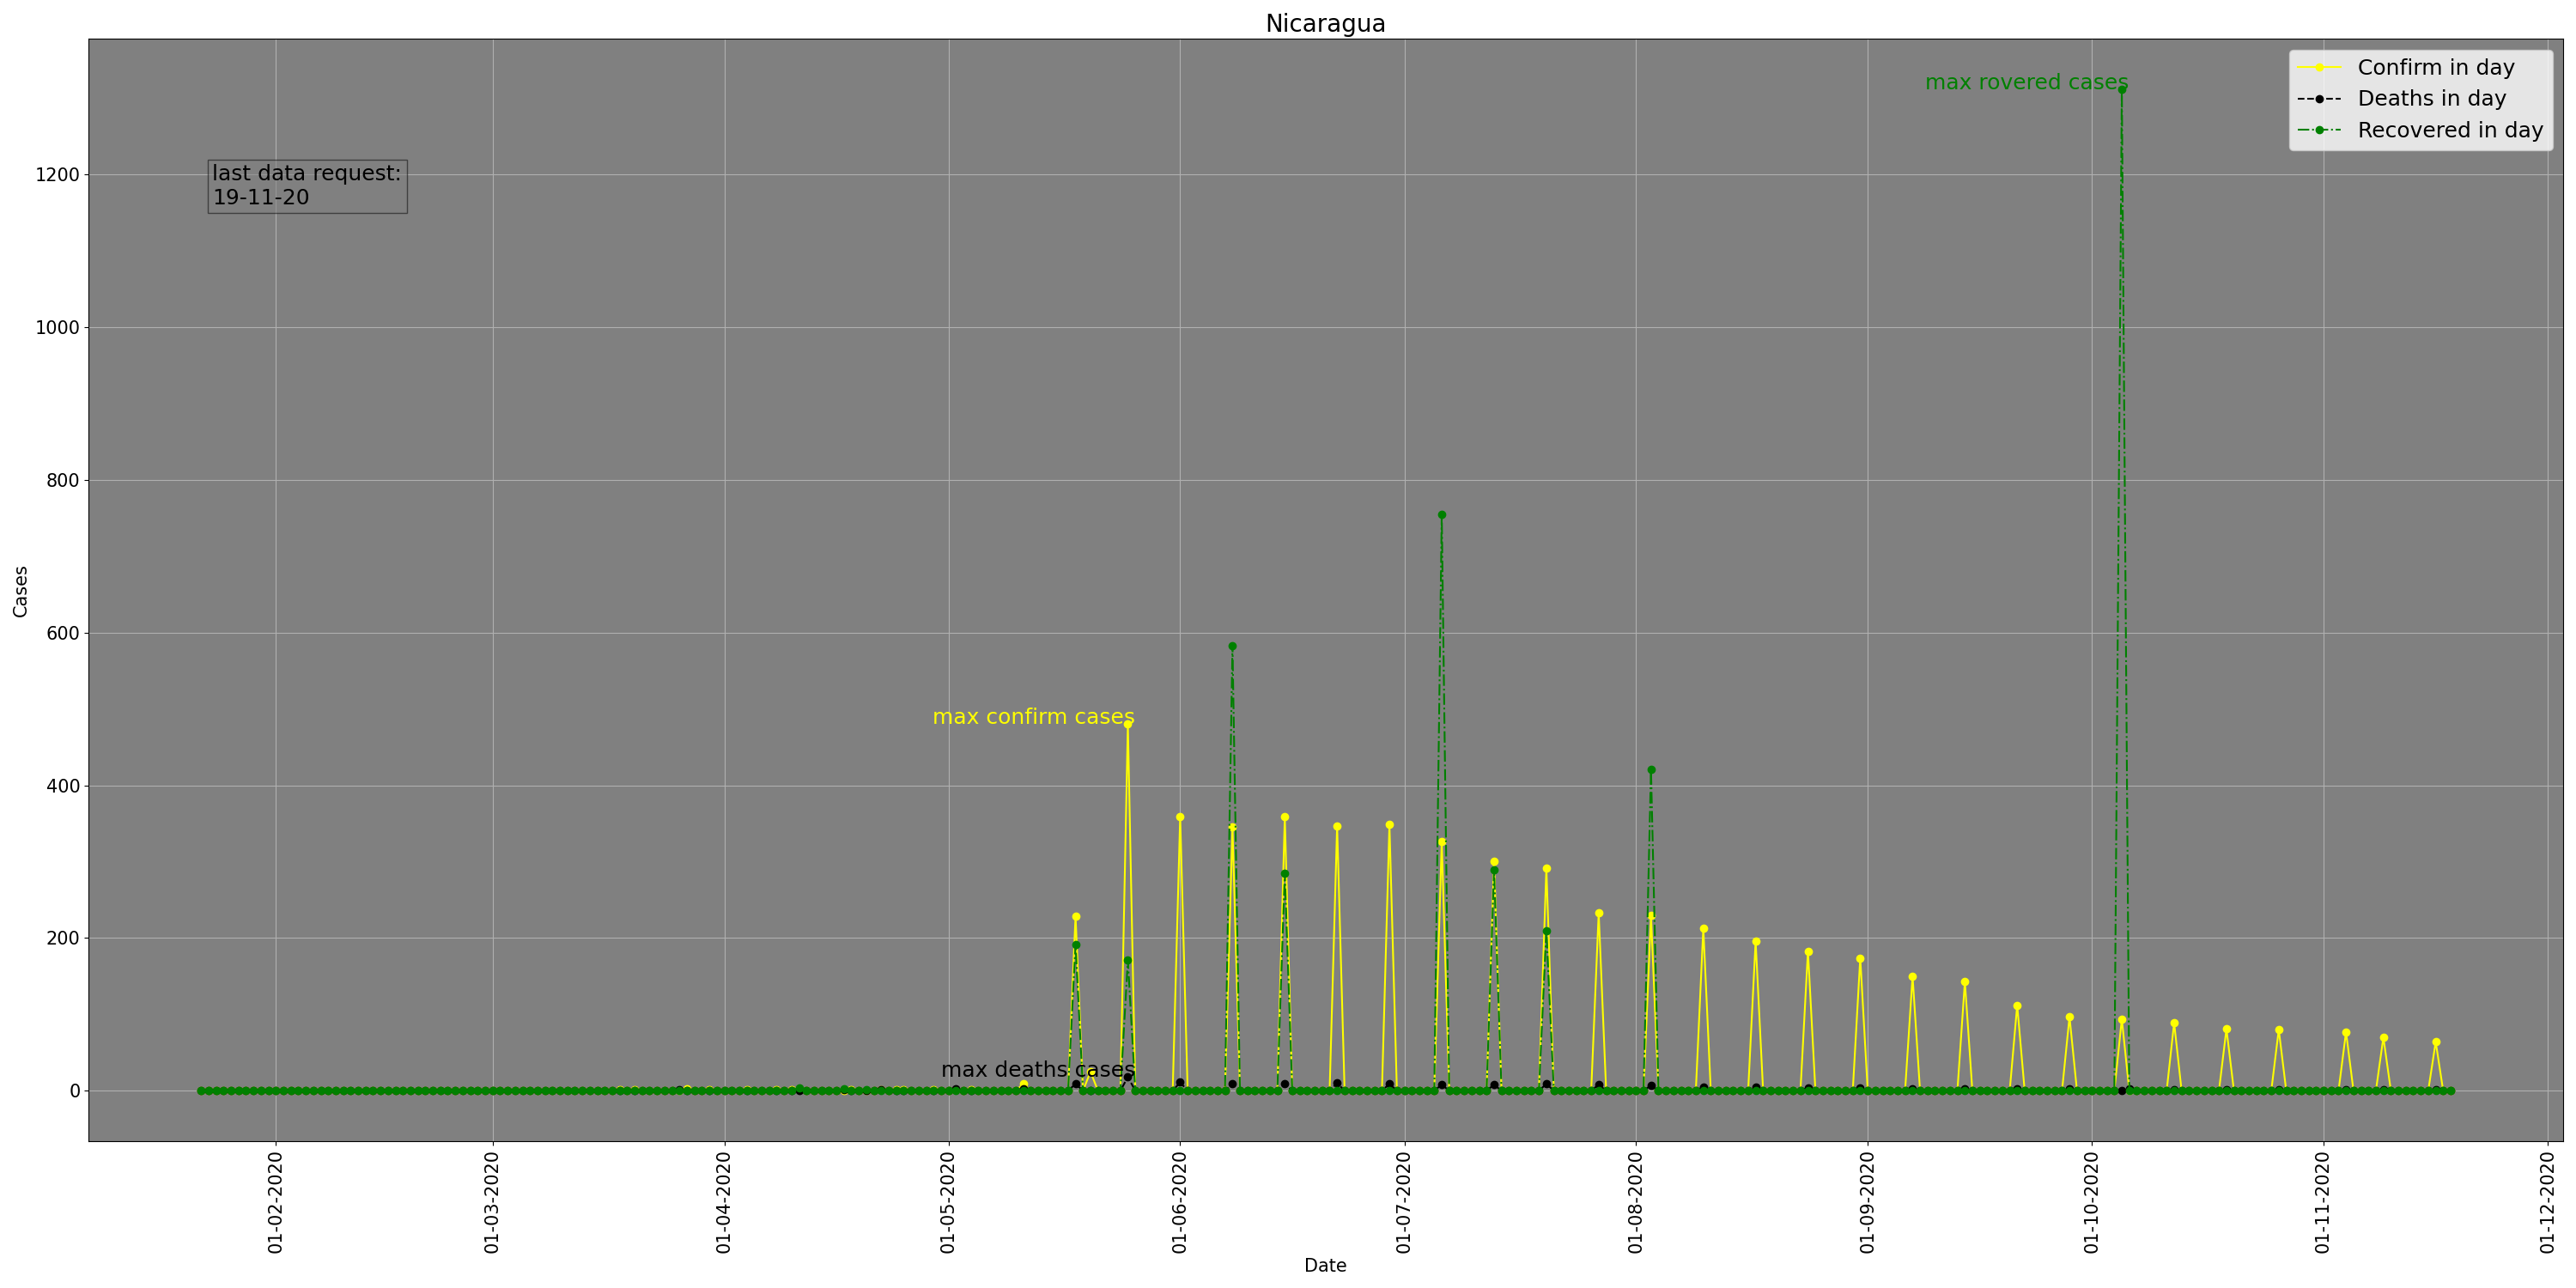 Nicaragua
max rovered cases
Confirm in day
Deaths in day
Recovered in day
last data request:
19-11-20
max confirm cases
max deaths cases
Cases
1200
1000
800
600
400
200
0
01-02-2020
01-03-2020
01-04-2020
01-05-2020
01-06-2020
01-07-2020
01-08-2020
01-09-2020
01-10-2020
01-11-2020
01-12-2020
Date